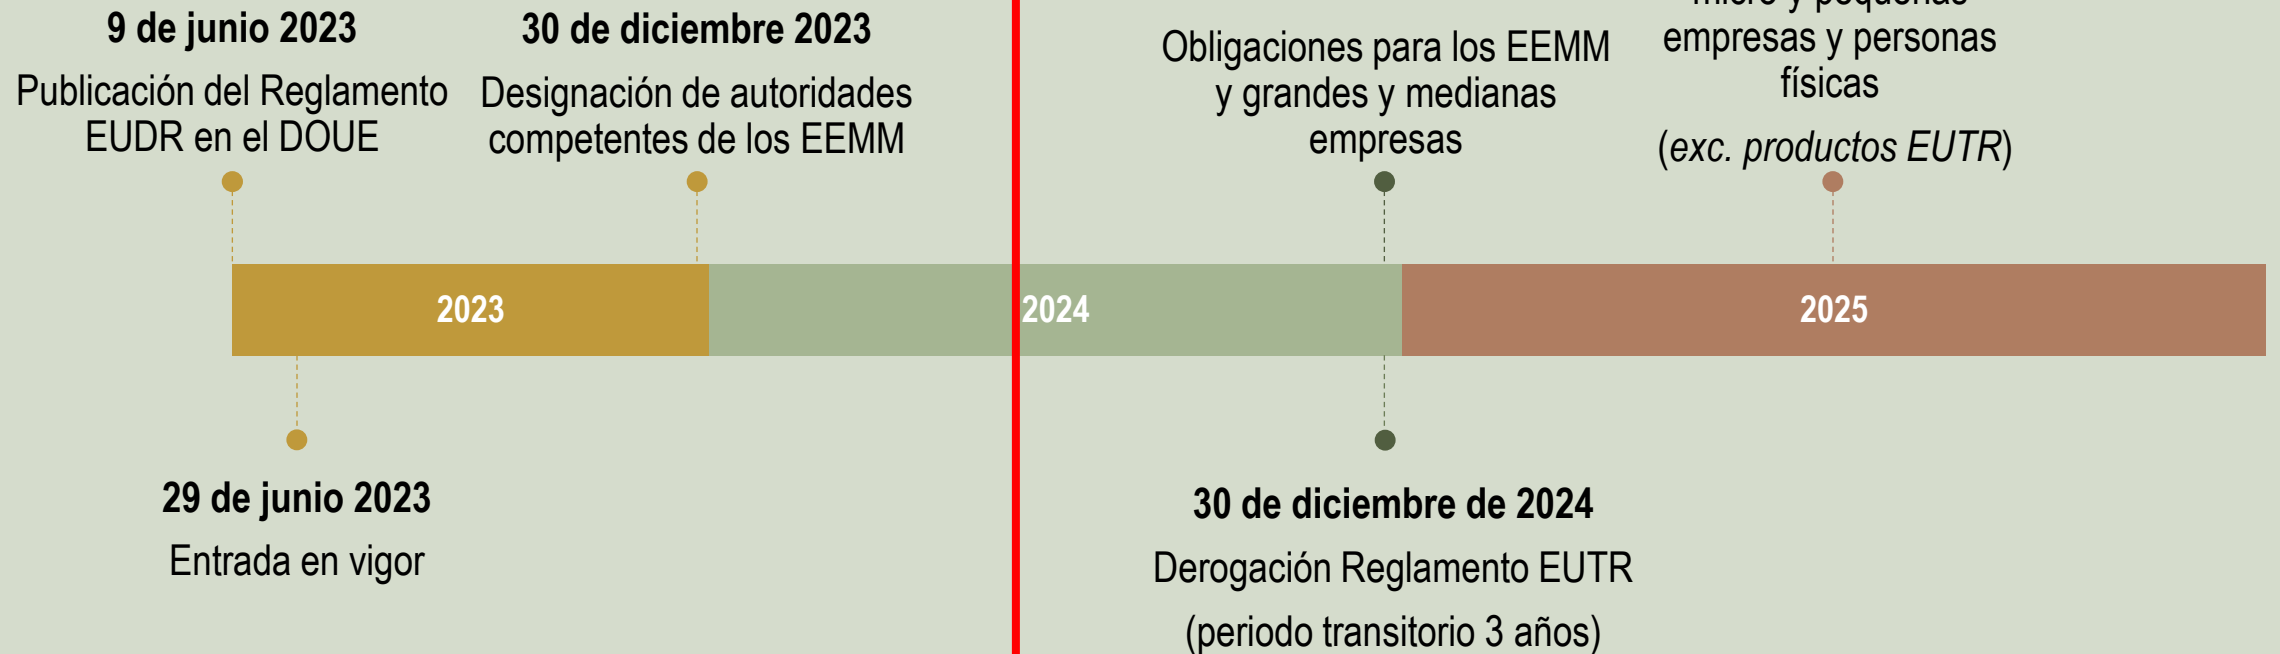 9 de junio 2023
Publicación del Reglamento
EUDR en el DOUE
30 de diciembre 2023
Designación de autoridades
competentes de los EEMM
Obligaciones para los EEMM
y grandes y medianas
empresas
micro y pequeñas
empresas y personas
físicas
(exc. productos EUTR)
2023
2024
2025
29 de junio 2023
Entrada en vigor
30 de diciembre de 2024
Derogación Reglamento EUTR
(periodo transitorio 3 años)